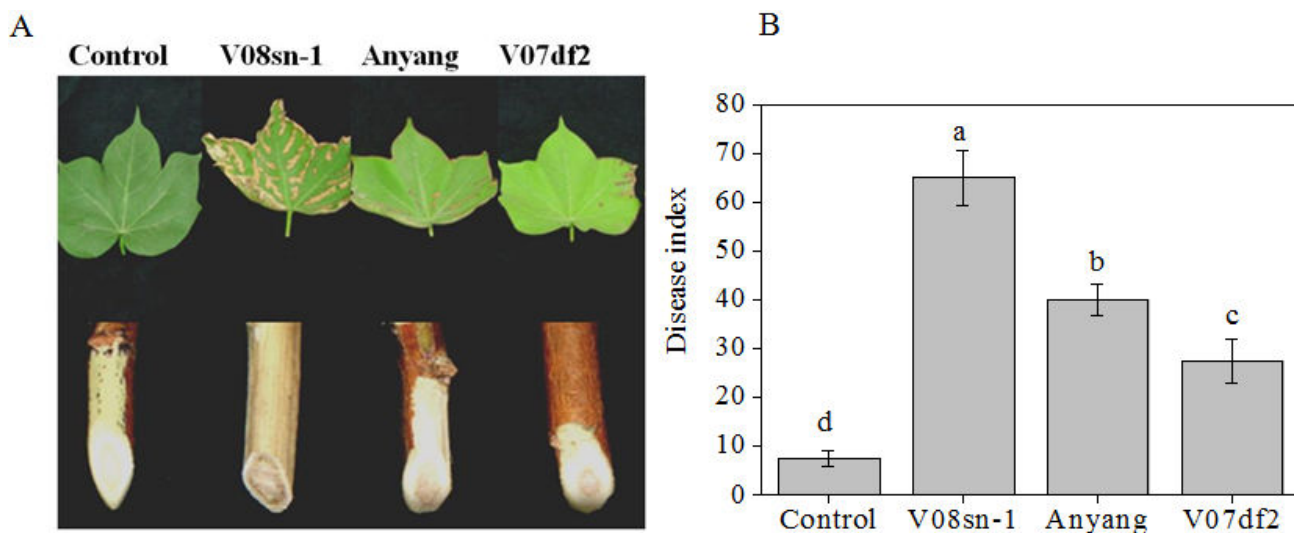 A
Control V08sn-1 Anyang V07df2
B
Disease index
80
70
60
50
40
30
20
10
0
a
b
c
d
Control V08sn-1 Anyang V07df2